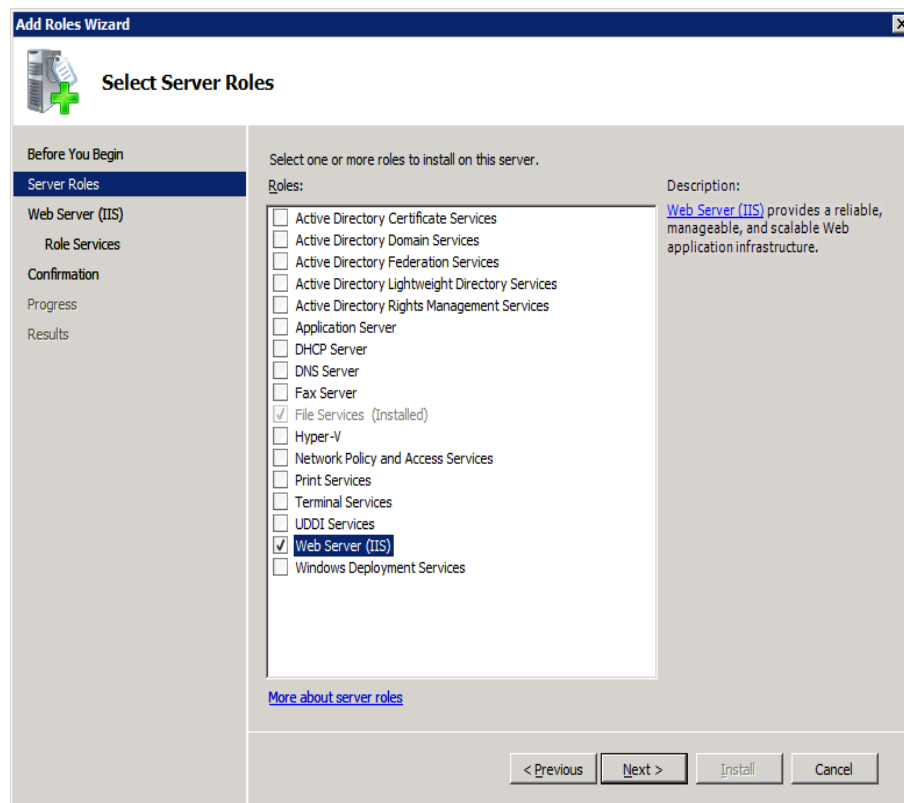 Add Roles Wizard
Select Server Roles
Before You Begin
Server Roles
Web Server (IIS)
Role Services
Confirmation
Progress
Results
Select one or more roles to install on this server.
Roles:
Active Directory Certificate Services
Active Directory Domain Services
Active Directory Federation Services
Active Directory Lightweight Directory Services
Active Directory Rights Management Services
Application Server
DHCP Server
DNS Server
Fax Server
File Services (Installed)
Hyper-V
Network Policy and Access Services
Print Services
Terminal Services
UDDI Services
Web Server (IIS)
Windows Deployment Services
More about server roles
Description:
Web Server (IIS) provides a reliable,
manageable, and scalable Web
application infrastructure.
< Previous
Next >
Install
Cancel